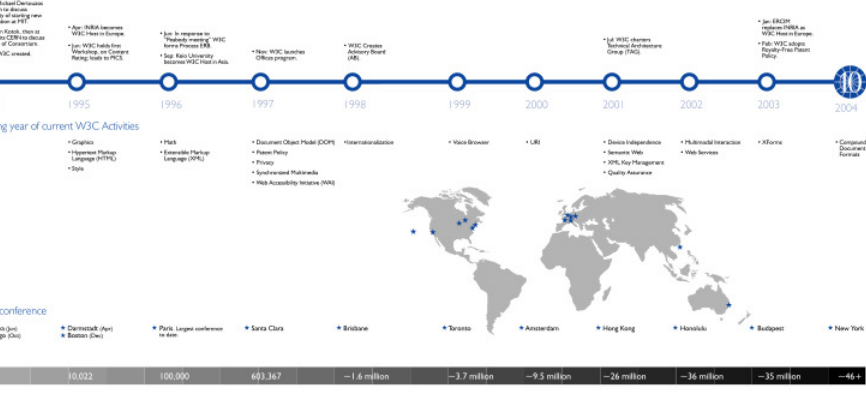 ichael Dertouzos
n to discuss
y of starting new
ation at MIT.
n Kotok, then at
its CERN to discuss
of Consortium.
W3C created.
• Apr: INRIA becomes
W3C Host in Europe.
• Jun: W3C holds first
Workshop, on Content
Rating; leads to PICS.
• Jun: In response to
"Peabody meeting" W3C
forms Process ERB.
• Sep: Keio University
becomes W3C Host in Asia.
• Nov: W3C launches
Offices program.
• W3C Creates
Advisory Board
(AB).
• Jul: W3C charters
Technical Architecture
Group (TAG).
• Jan: ERCIM
replaces INRIA as
W3C Host in Europe.
• Feb: W3C adopts
Royalty-Free Patent
Policy.
10
1995 1996 1997 1998 1999 2000 2001 2002 2003 2004
ng year of current W3C Activities
• Graphics
• Hypertext Markup
Language (HTML)
• Style
• Math
• Extensible Markup
Language (XML)
• Document Object Model (DOM)
• Patent Policy
• Privacy
• Synchronized Multimedia
• Web Accessibility Initiative (WAI)
• Internationalization
• Voice Browser
• URI
• Device Independence
• Semantic Web
• XML Key Management
• Quality Assurance
• Multimodal Interaction
• Web Services
• XForms
• Compound
Document
Formats
conference
(Jun)
go (Oct)
Darmstadt (Apr)
Boston (Dec)
Paris. Largest conference
to date.
Santa Clara
Brisbane
Toronto
Amsterdam
Hong Kong
Honolulu
Budapest
New York
10,022 100,000 603,367 ~1.6 million ~3.7 million ~9.5 million ~26 million ~36 million ~35 million ~46+